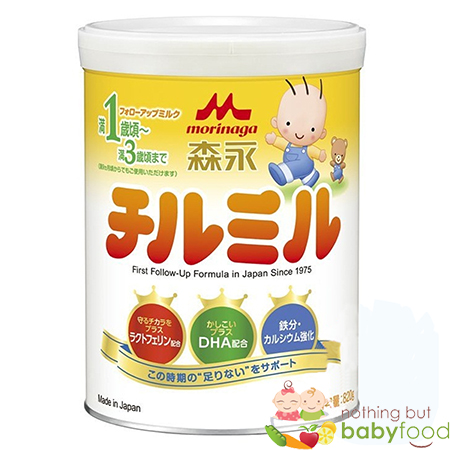 フォローアップミルク
満1歳頃～
満3歳頃まで
morinaga
森永
チルミル
First Follow-Up Formula in Japan Since 1975
守るチカラを
プラス
ラクトフェリン配合
かしこい
プラス
DHA配合
鉄分・
カルシウム強化
この時期の“足りない”をサポート
Made in Japan
量:820g
nothing but
babyfood